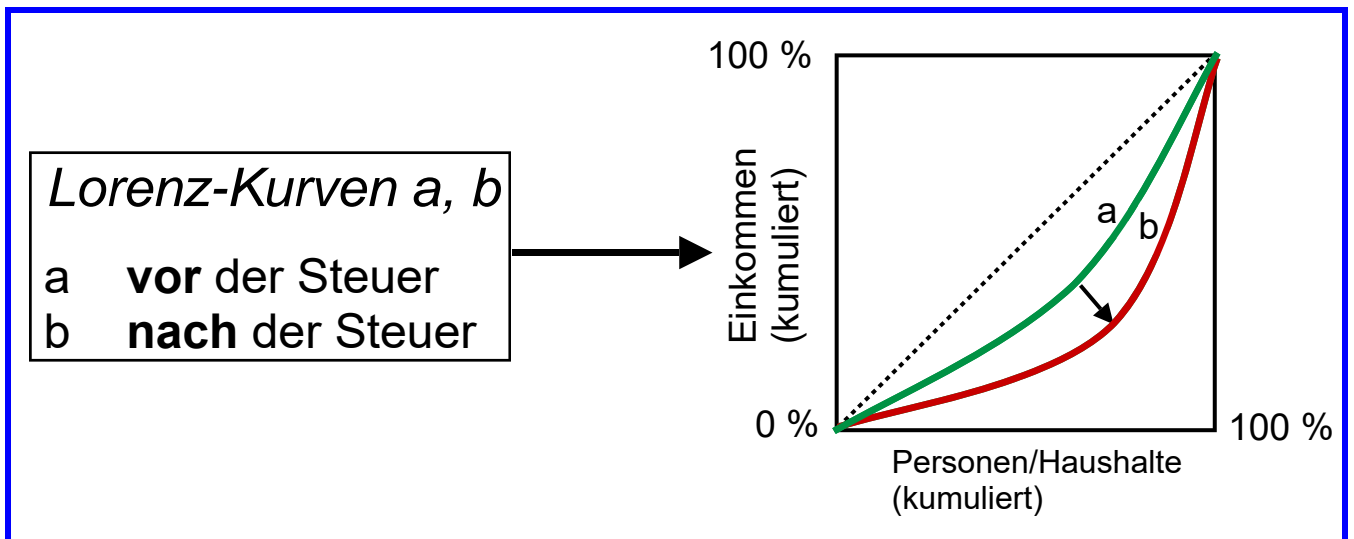 Lorenz-Kurven a, b
a vor der Steuer
b nach der Steuer
100 %
Einkommen
(kumuliert)
a
b
0 %
100 %
Personen/Haushalte
(kumuliert)